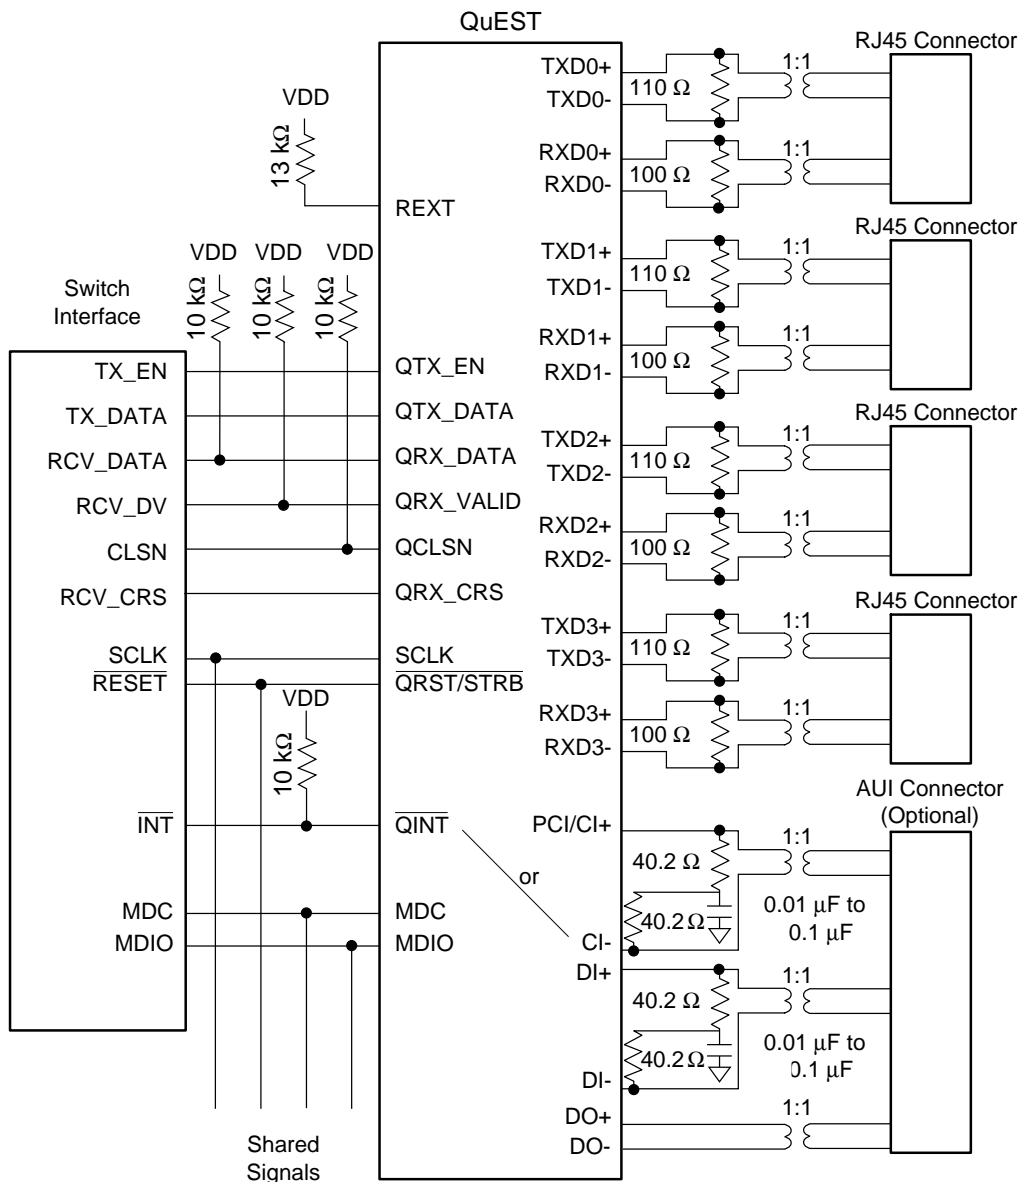 QuEST
RJ45 Connector
VDD
13 kΩ
REXT
TXD0+
110 Ω
TXD0-
1:1
RXD0+
100 Ω
RXD0-
1:1
RJ45 Connector
VDD
VDD
VDD
10 kΩ
10 kΩ
10 kΩ
TXD1+
110 Ω
TXD1-
1:1
RXD1+
100 Ω
RXD1-
1:1
Switch
Interface
TX_EN
QTX_EN
TX_DATA
QTX_DATA
RCV_DATA
QRX_DATA
RCV_DV
QRX_VALID
CLSN
QCLSN
RCV_CRS
QRX_CRS
SCLK
SCLK
RESET
QRST/STRB
RJ45 Connector
TXD2+
110 Ω
TXD2-
1:1
RXD2+
100 Ω
RXD2-
1:1
RJ45 Connector
TXD3+
110 Ω
TXD3-
1:1
RXD3+
100 Ω
RXD3-
1:1
VDD
10 kΩ
INT
QINT
or
MDC
MDC
MDIO
MDIO
AUI Connector
(Optional)
PCI/CI+
1:1
40.2 Ω
40.2 Ω
0.01 μF to
0.1 μF
CI-
DI+
1:1
40.2 Ω
40.2 Ω
0.01 μF to
0.1 μF
DI-
DO+
1:1
DO-
Shared
Signals